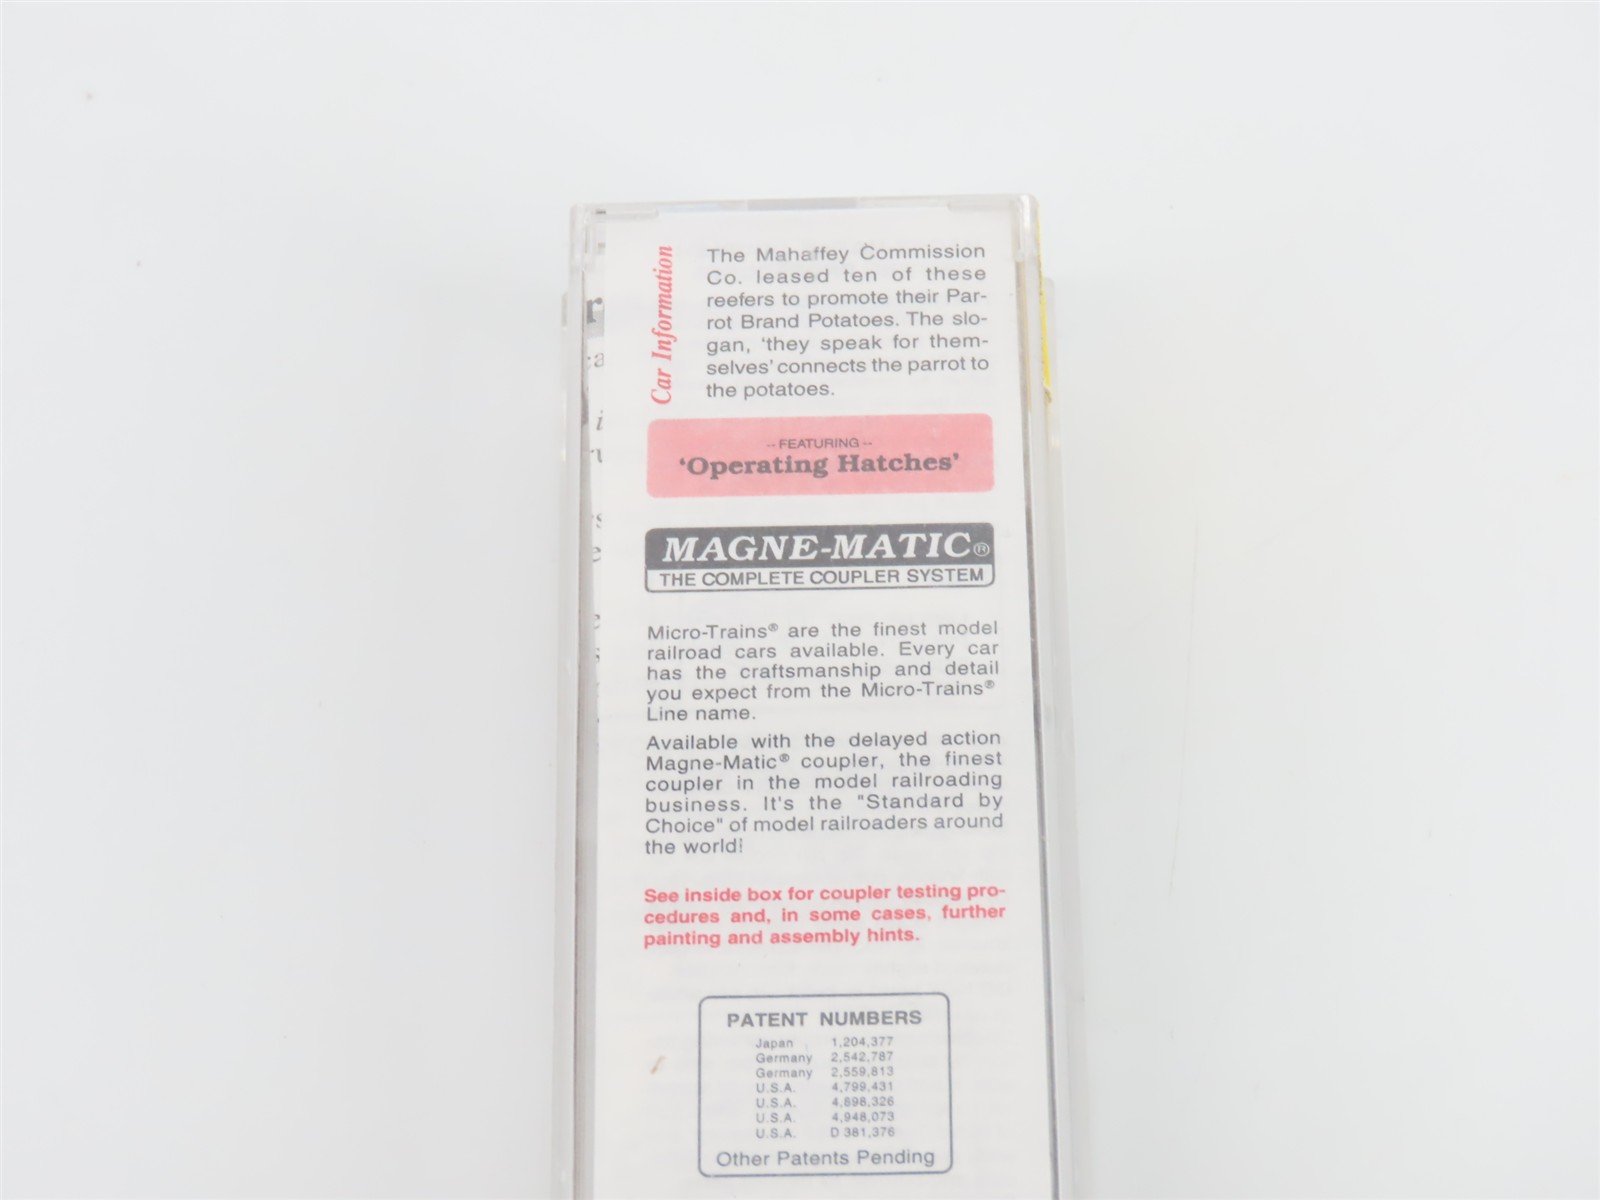 Car Information
The Mahaffey Commission
Co. leased ten of these
reefers to promote their Par-
rot Brand Potatoes. The slo-
gan, 'they speak for them-
selves' connects the parrot to
the potatoes.
-- FEATURING --
'Operating Hatches'
MAGNE-MATIC®
THE COMPLETE COUPLER SYSTEM
Micro-Trains® are the finest model
railroad cars available. Every car
has the craftsmanship and detail
you expect from the Micro-Trains®
Line name.
Available with the delayed action
Magne-Matic® coupler, the finest
coupler in the model railroading
business. It's the "Standard by
Choice" of model railroaders around
the world!
See inside box for coupler testing pro-
cedures and, in some cases, further
painting and assembly hints.
PATENT NUMBERS
Japan 1,204,377
Germany 2,542,787
Germany 2,559,813
U.S.A. 4,799,431
U.S.A. 4,898,326
U.S.A. 4,948,073
U.S.A. D 381,376
Other Patents Pending